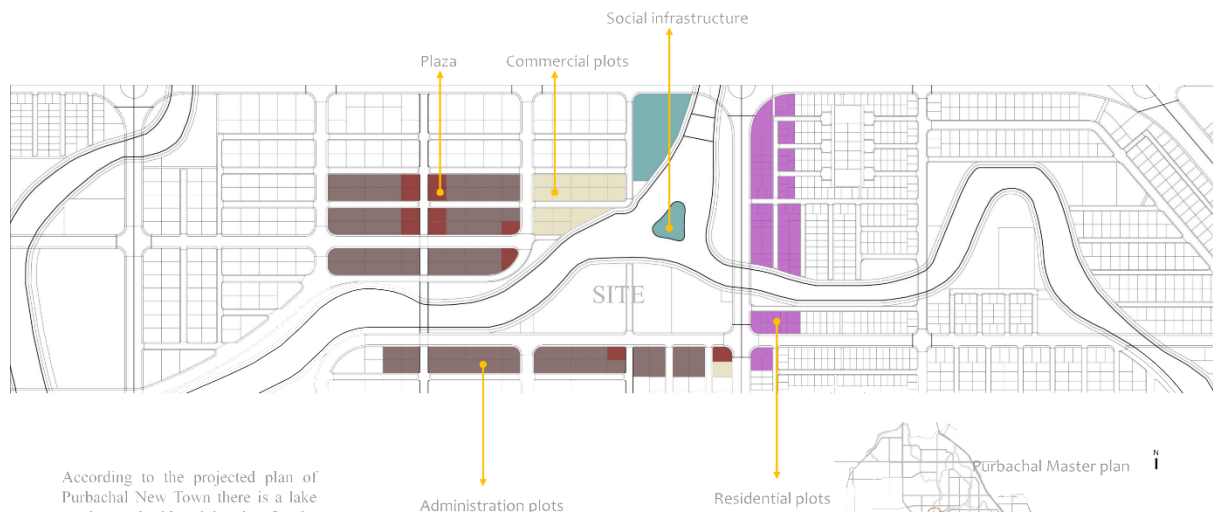 Social infrastructure
Plaza
Commercial plots
SITE
According to the projected plan of
Purbachal New Town there is a lake
Administration plots
Residential plots
Purbachal Master plan
N